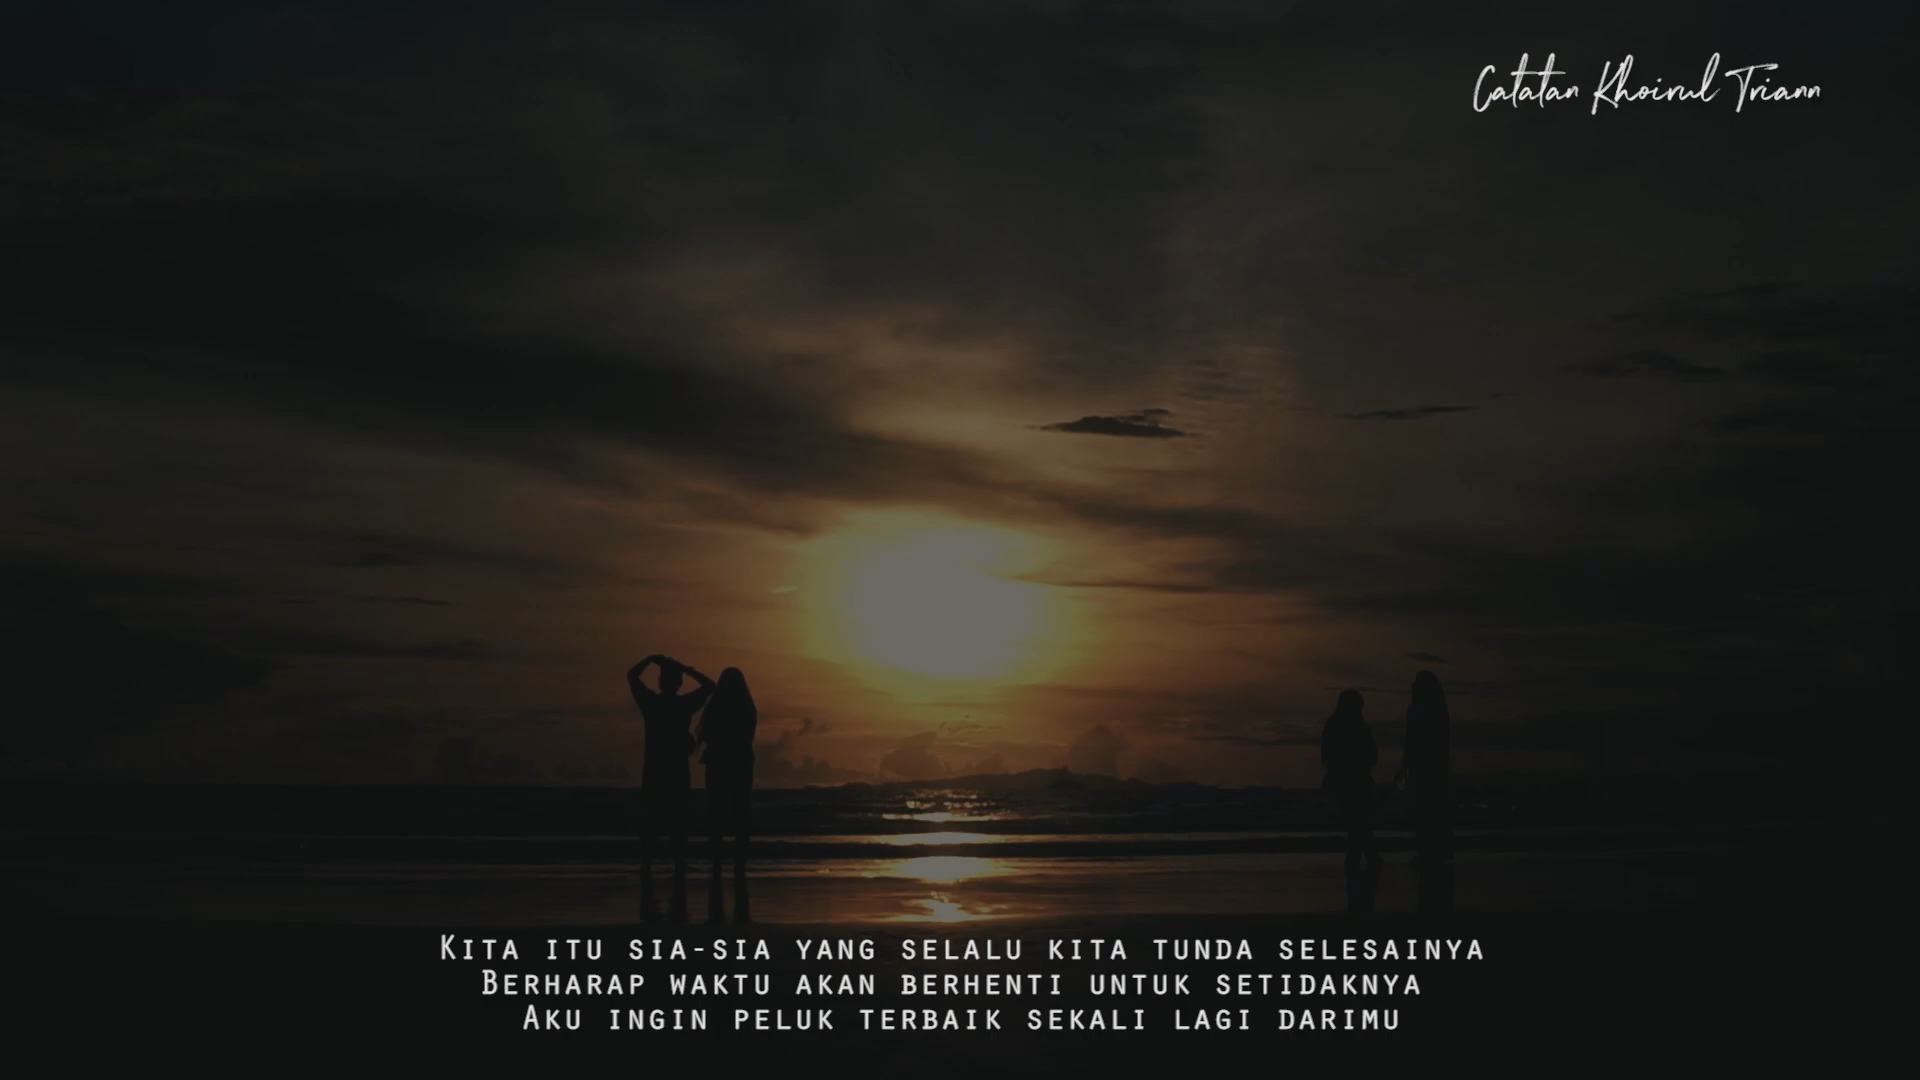 Catatan Khoirul Triann
Kita itu sia-sia yang selalu kita tunda selesainya
Berharap waktu akan berhenti untuk setidaknya
Aku ingin peluk terbaik sekali lagi darimu